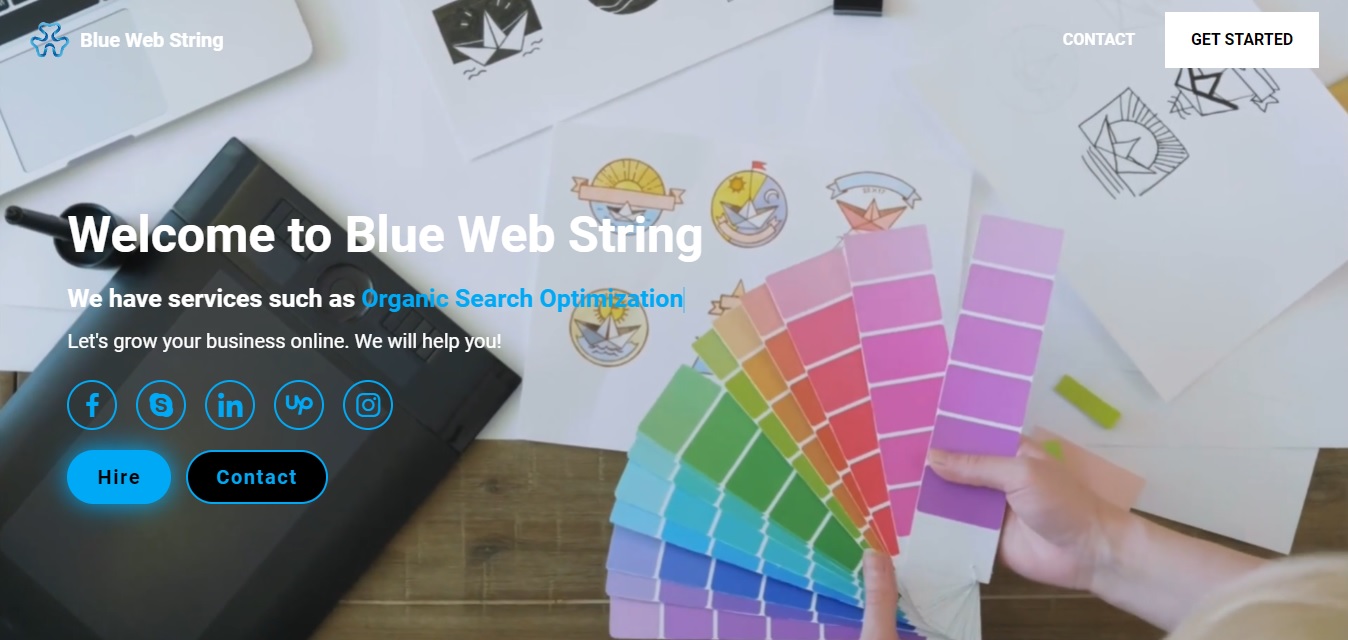 Blue Web String
CONTACT
GET STARTED
Welcome to Blue Web String
We have services such as Organic Search Optimization
Let's grow your business online. We will help you!
up
Hire
Contact